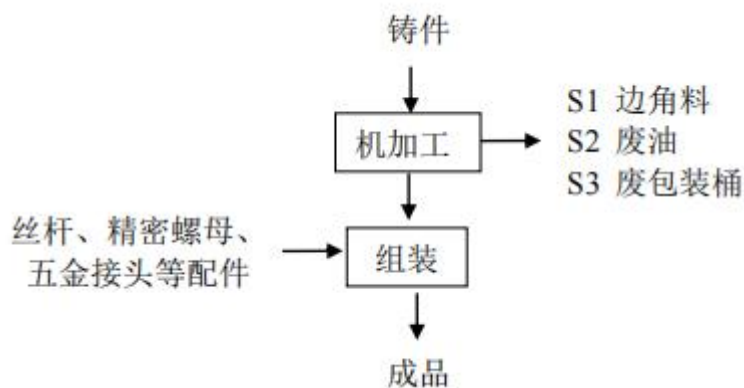 铸件
机加工
S1 边角料
S2 废油
S3 废包装桶
丝杆、精密螺母、
五金接头等配件
组装
成品